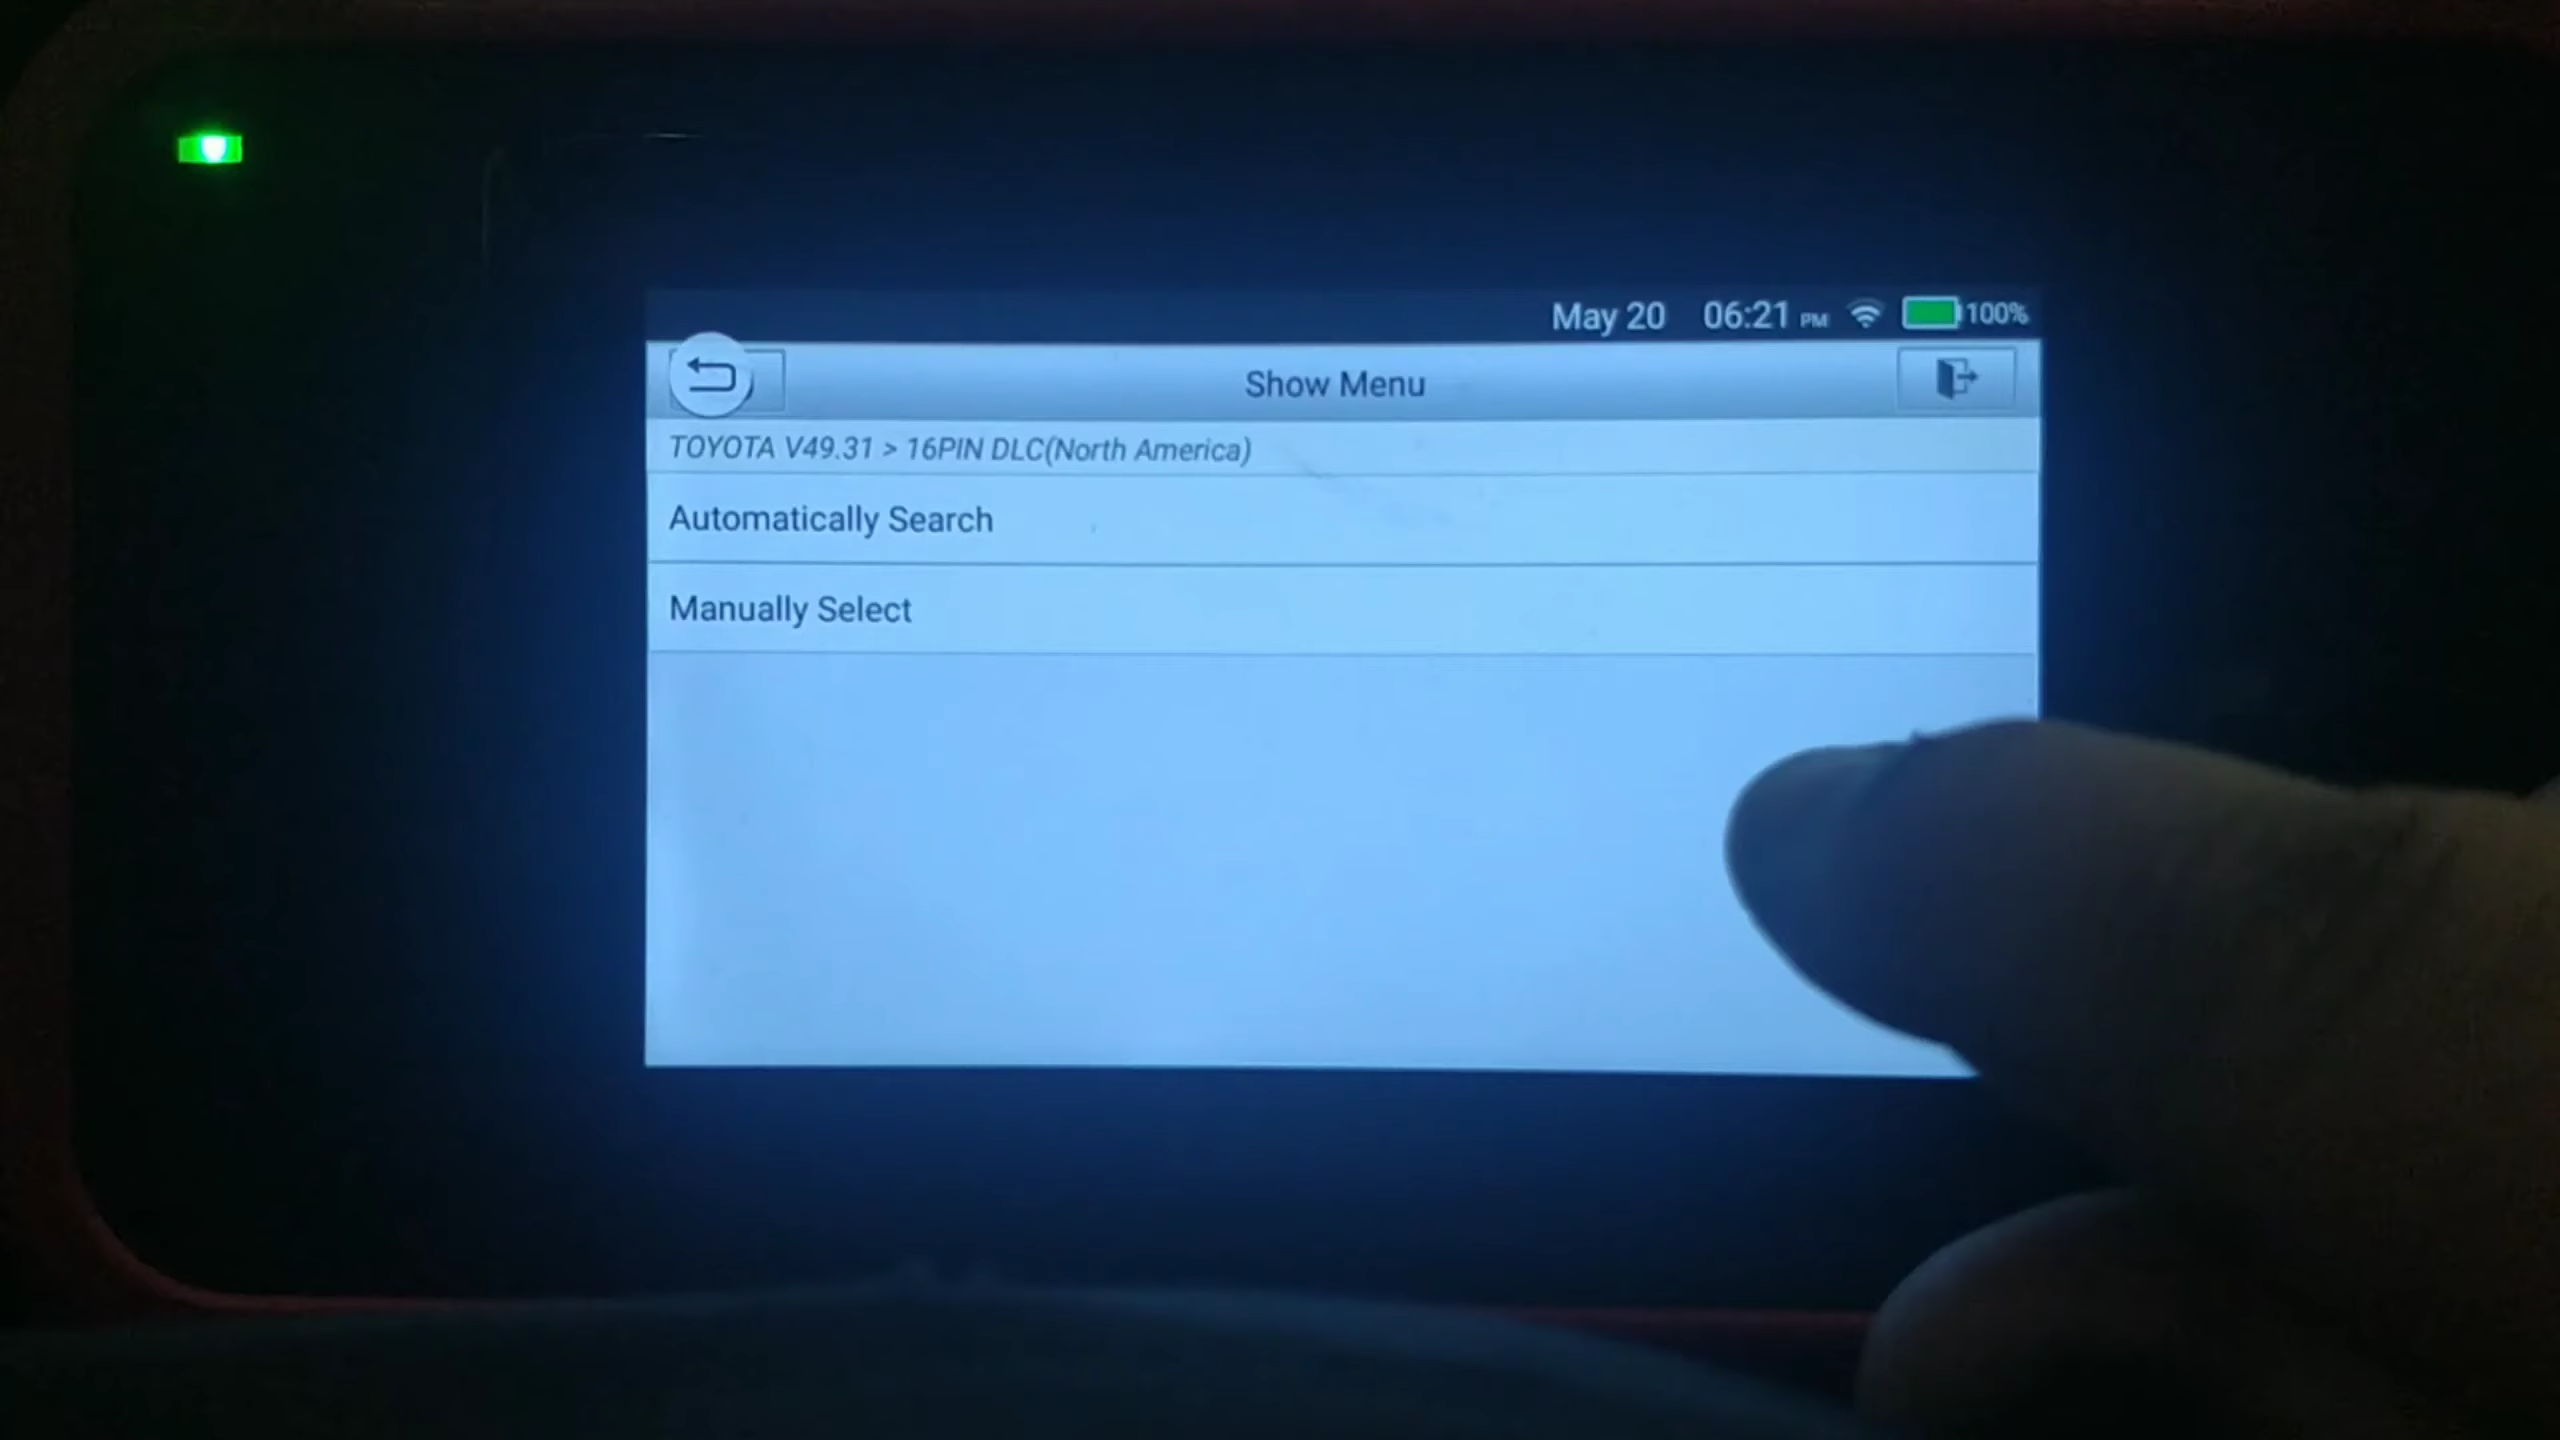 May 20 06:21 PM 100%
Show Menu
TOYOTA V49.31 > 16PIN DLC(North America)
Automatically Search
Manually Select